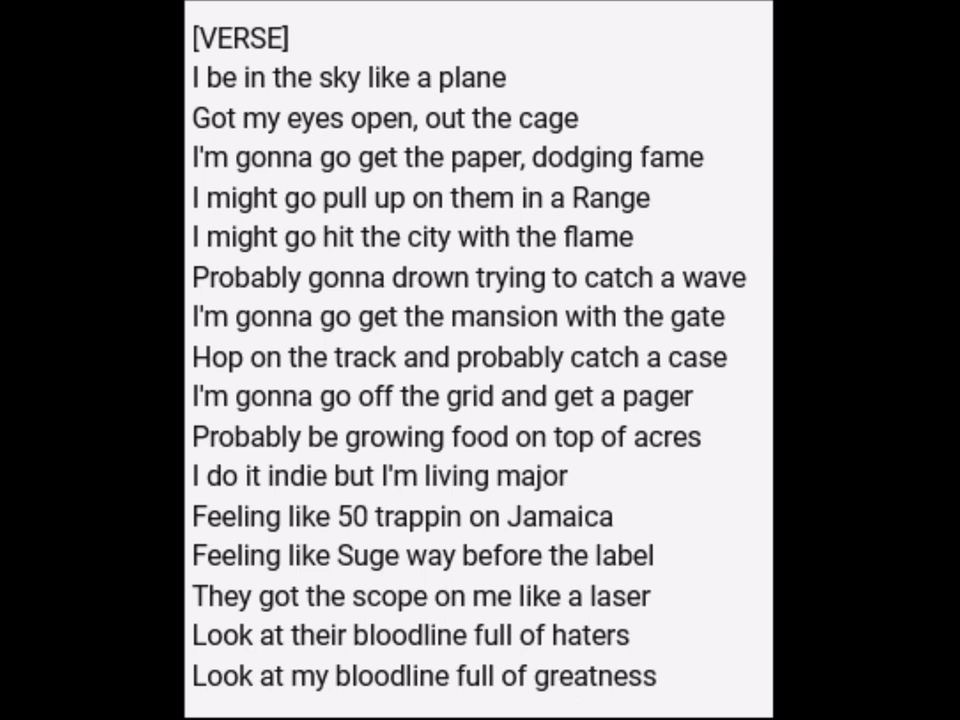 [VERSE]
I be in the sky like a plane
Got my eyes open, out the cage
I'm gonna go get the paper, dodging fame
I might go pull up on them in a Range
I might go hit the city with the flame
Probably gonna drown trying to catch a wave
I'm gonna go get the mansion with the gate
Hop on the track and probably catch a case
I'm gonna go off the grid and get a pager
Probably be growing food on top of acres
I do it indie but I'm living major
Feeling like 50 trappin on Jamaica
Feeling like Suge way before the label
They got the scope on me like a laser
Look at their bloodline full of haters
Look at my bloodline full of greatness